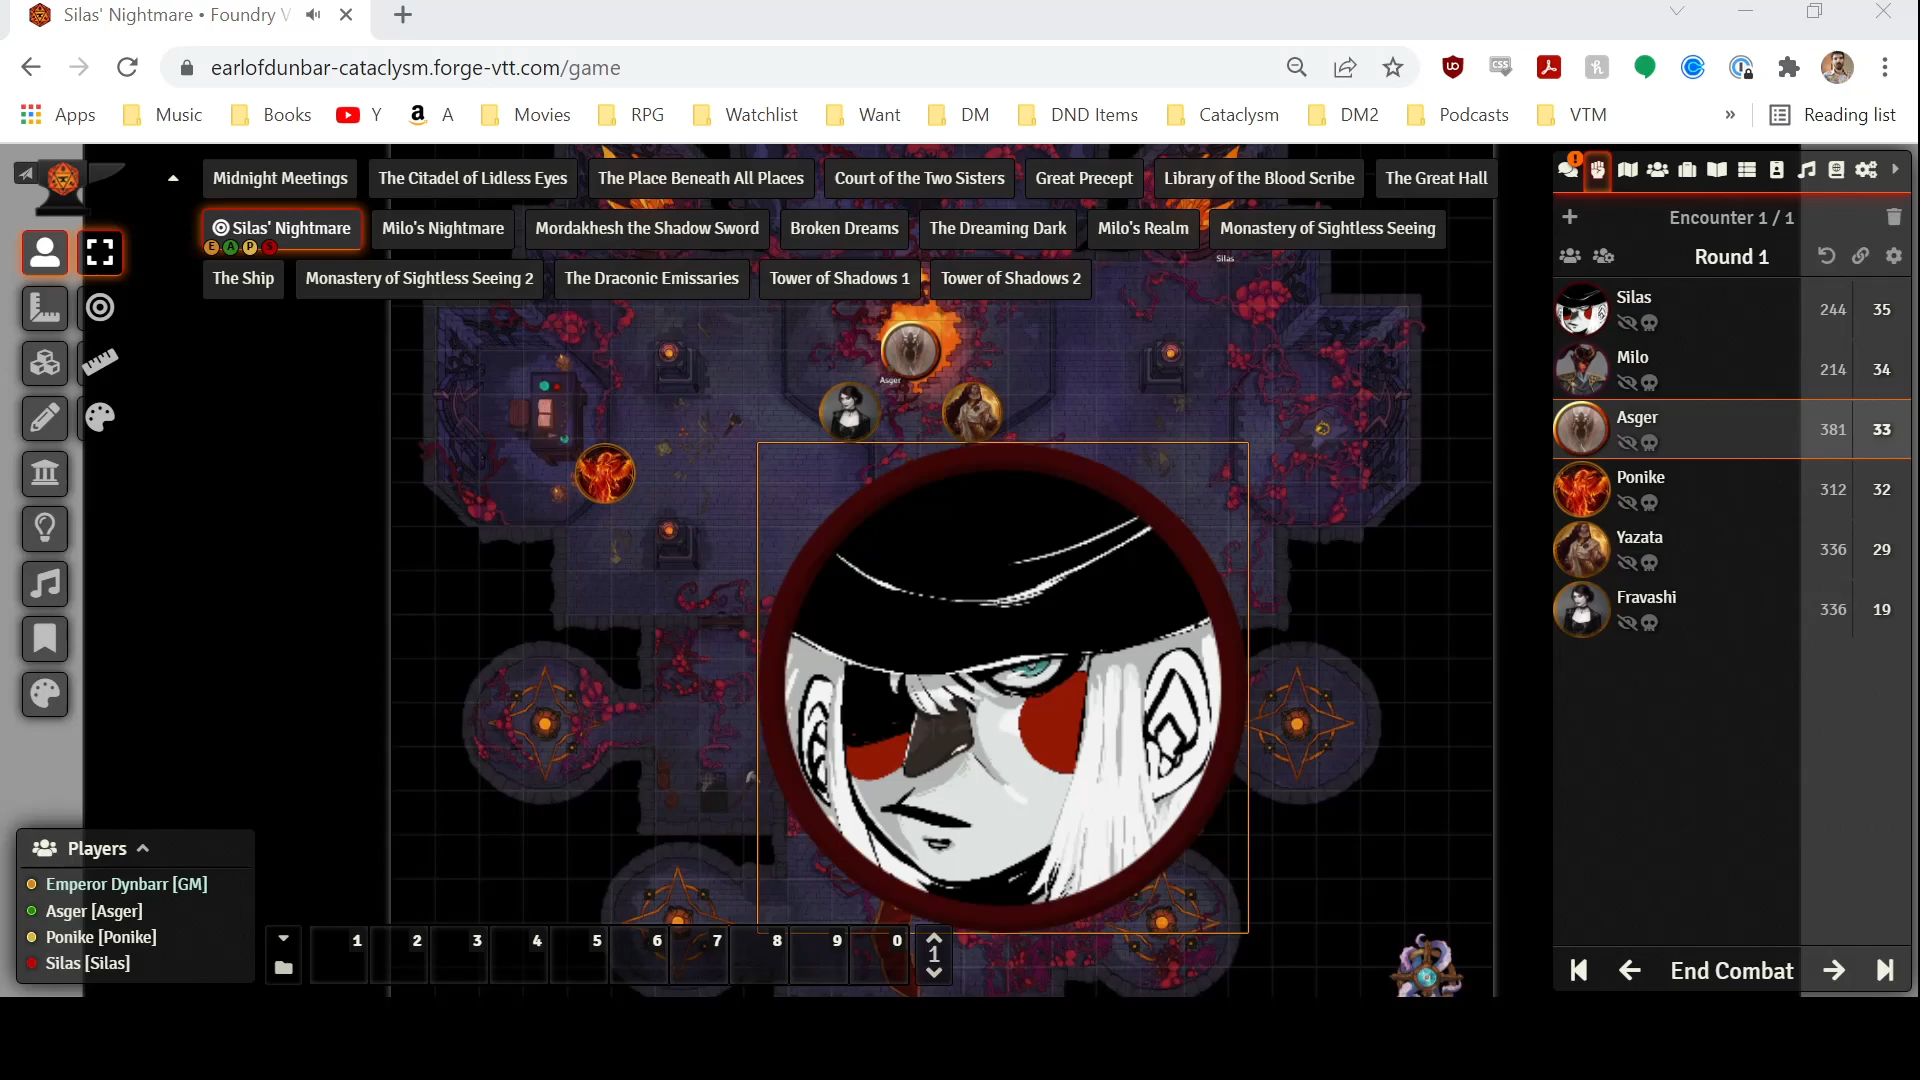 Silas' Nightmare • Foundry V
earlofdunbar-cataclysm.forge-vtt.com/game
Apps Music Books Y A Movies RPG Watchlist Want DM DND Items Cataclysm DM2 Podcasts VTM » Reading list
Midnight Meetings The Citadel of Lidless Eyes The Place Beneath All Places Court of the Two Sisters Great Precept Library of the Blood Scribe The Great Hall
Silas' Nightmare Milo's Nightmare Mordakhesh the Shadow Sword Broken Dreams The Dreaming Dark Milo's Realm Monastery of Sightless Seeing
E A P S
The Ship Monastery of Sightless Seeing 2 The Draconic Emissaries Tower of Shadows 1 Tower of Shadows 2
Silas
Asger
Encounter 1 / 1
Round 1
Silas 244 35
Milo 214 34
Asger 381 33
Ponike 312 32
Yazata 336 29
Fravashi 336 19
End Combat
Players
Emperor Dynbarr [GM]
Asger [Asger]
Ponike [Ponike]
Silas [Silas]
1 2 3 4 5 6 7 8 9 0
1